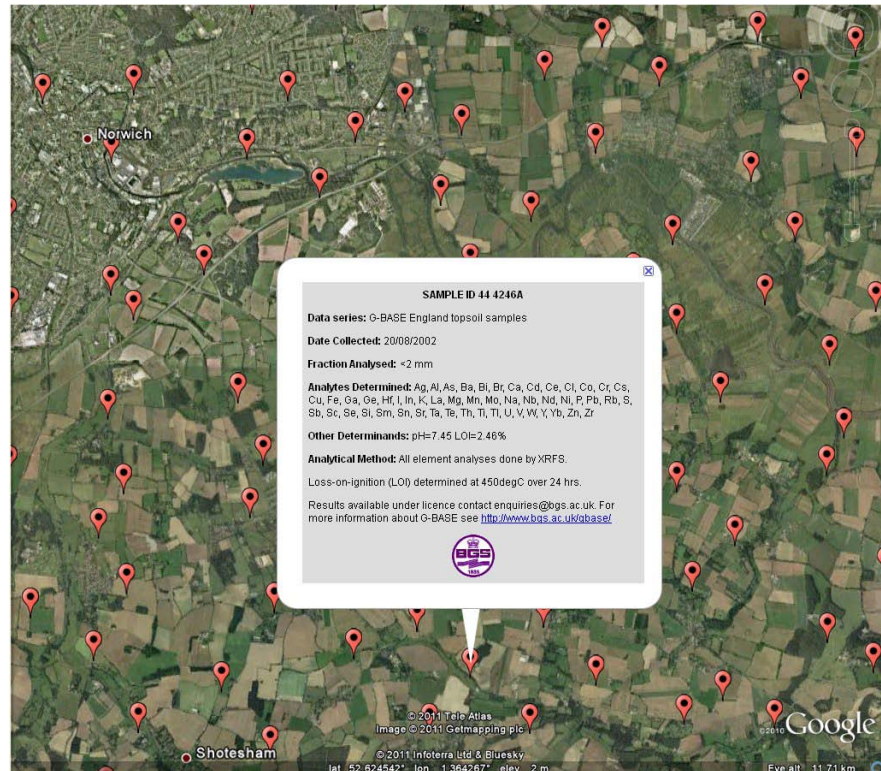 Norwich
SAMPLE ID 44 4246A
Data series: G-BASE England topsoil samples
Date Collected: 20/08/2002
Fraction Analysed: <2 mm
Analytes Determined: Ag, Al, As, Ba, Bi, Br, Ca, Cd, Ce, Cl, Co, Cr, Cs,
Cu, Fe, Ga, Ge, Hf, I, In, K, La, Mg, Mn, Mo, Na, Nb, Nd, Ni, P, Pb, Rb, S,
Sb, Sc, Se, Si, Sm, Sn, Sr, Ta, Te, Th, Ti, Tl, U, V, W, Y, Yb, Zn, Zr
Other Determinands: pH=7.45 LOI=2.46%
Analytical Method: All element analyses done by XRFS.
Loss-on-ignition (LOI) determined at 450degC over 24 hrs.
Results available under licence contact enquiries@bgs.ac.uk. For
more information about G-BASE see http://www.bgs.ac.uk/gbase/
BGS
1835
© 2011 Tele Atlas
Image © 2011 Getmapping plc
©2010 Google
Shotesham
© 2011 Infoterra Ltd & Bluesky
lat 52.624542° lon 1.364267° elev 2 m
Eye alt 11.71 km